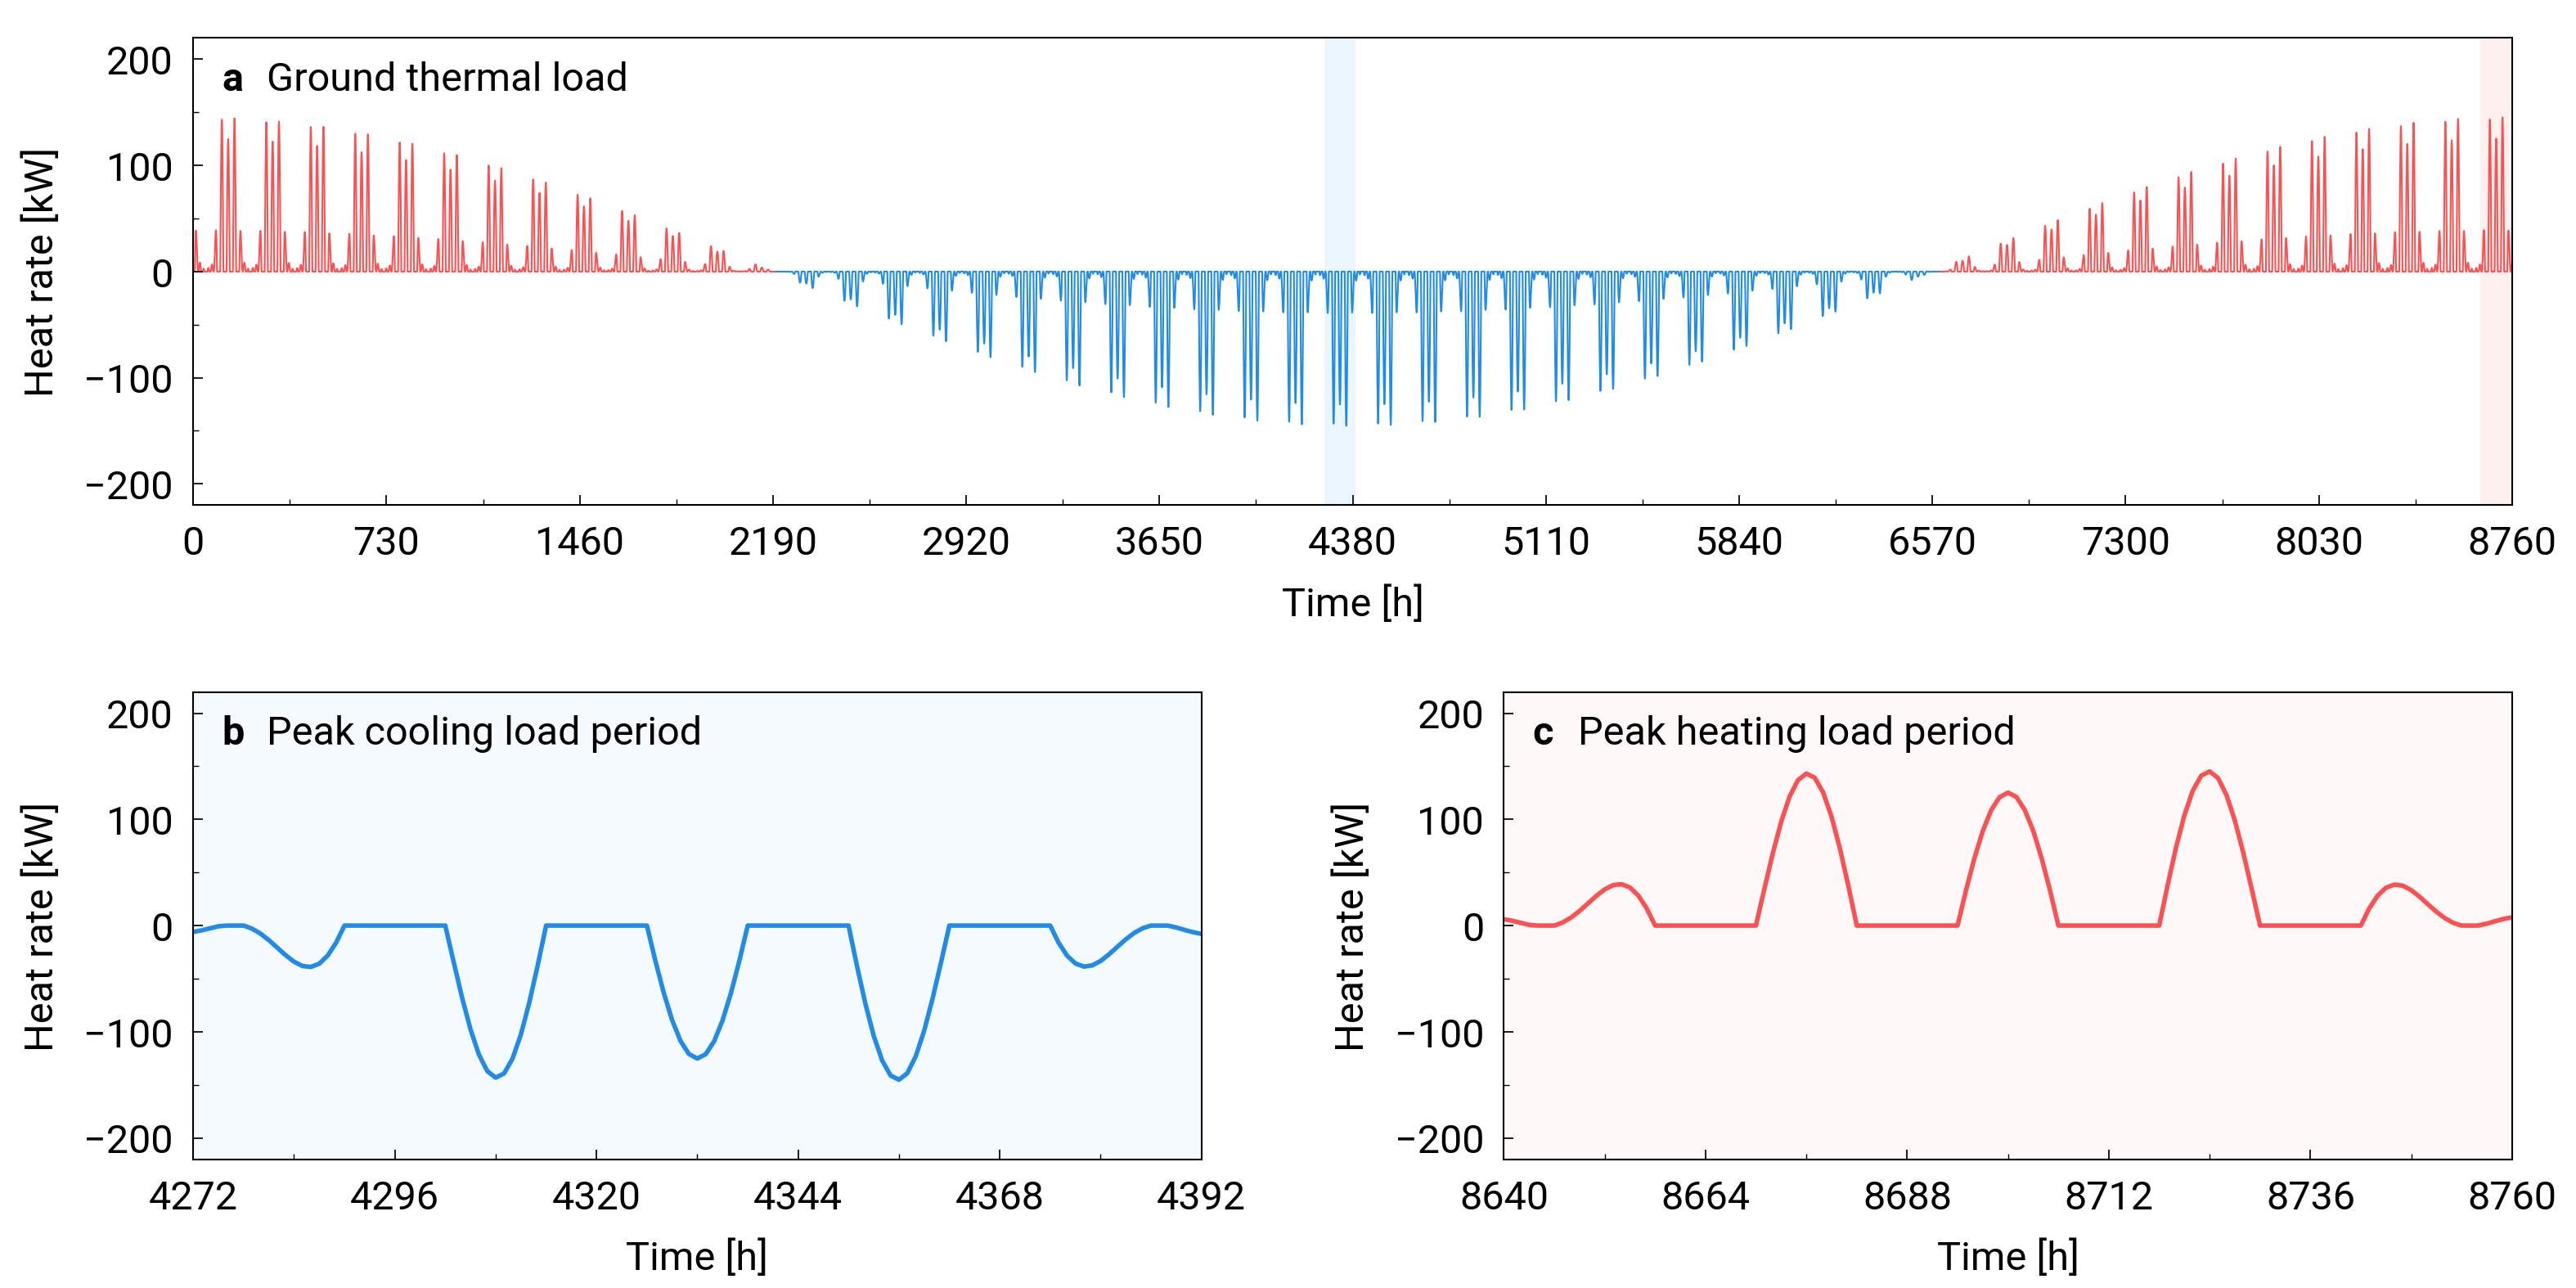 a Ground thermal load
Heat rate [kW]
200
100
0
−100
−200
0 730 1460 2190 2920 3650 4380 5110 5840 6570 7300 8030 8760
Time [h]
b Peak cooling load period
Heat rate [kW]
200
100
0
−100
−200
4272 4296 4320 4344 4368 4392
Time [h]
c Peak heating load period
Heat rate [kW]
200
100
0
−100
−200
8640 8664 8688 8712 8736 8760
Time [h]